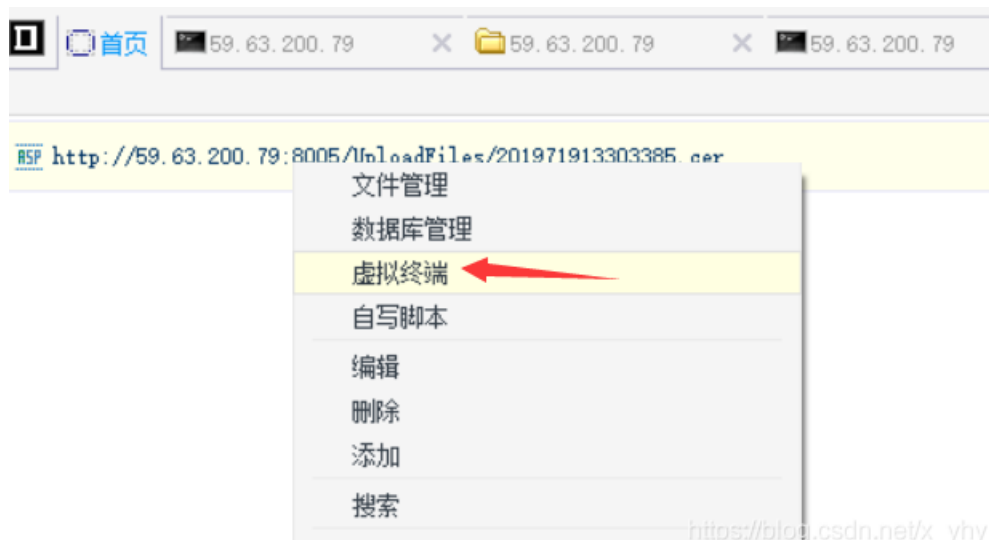 首页 59.63.200.79 59.63.200.79 59.63.200.79
ASP http://59.63.200.79:8005/UploadFiles/201971913303385.cer
文件管理
数据库管理
虚拟终端
自写脚本
编辑
删除
添加
搜索
https://blog.csdn.net/x_yhy